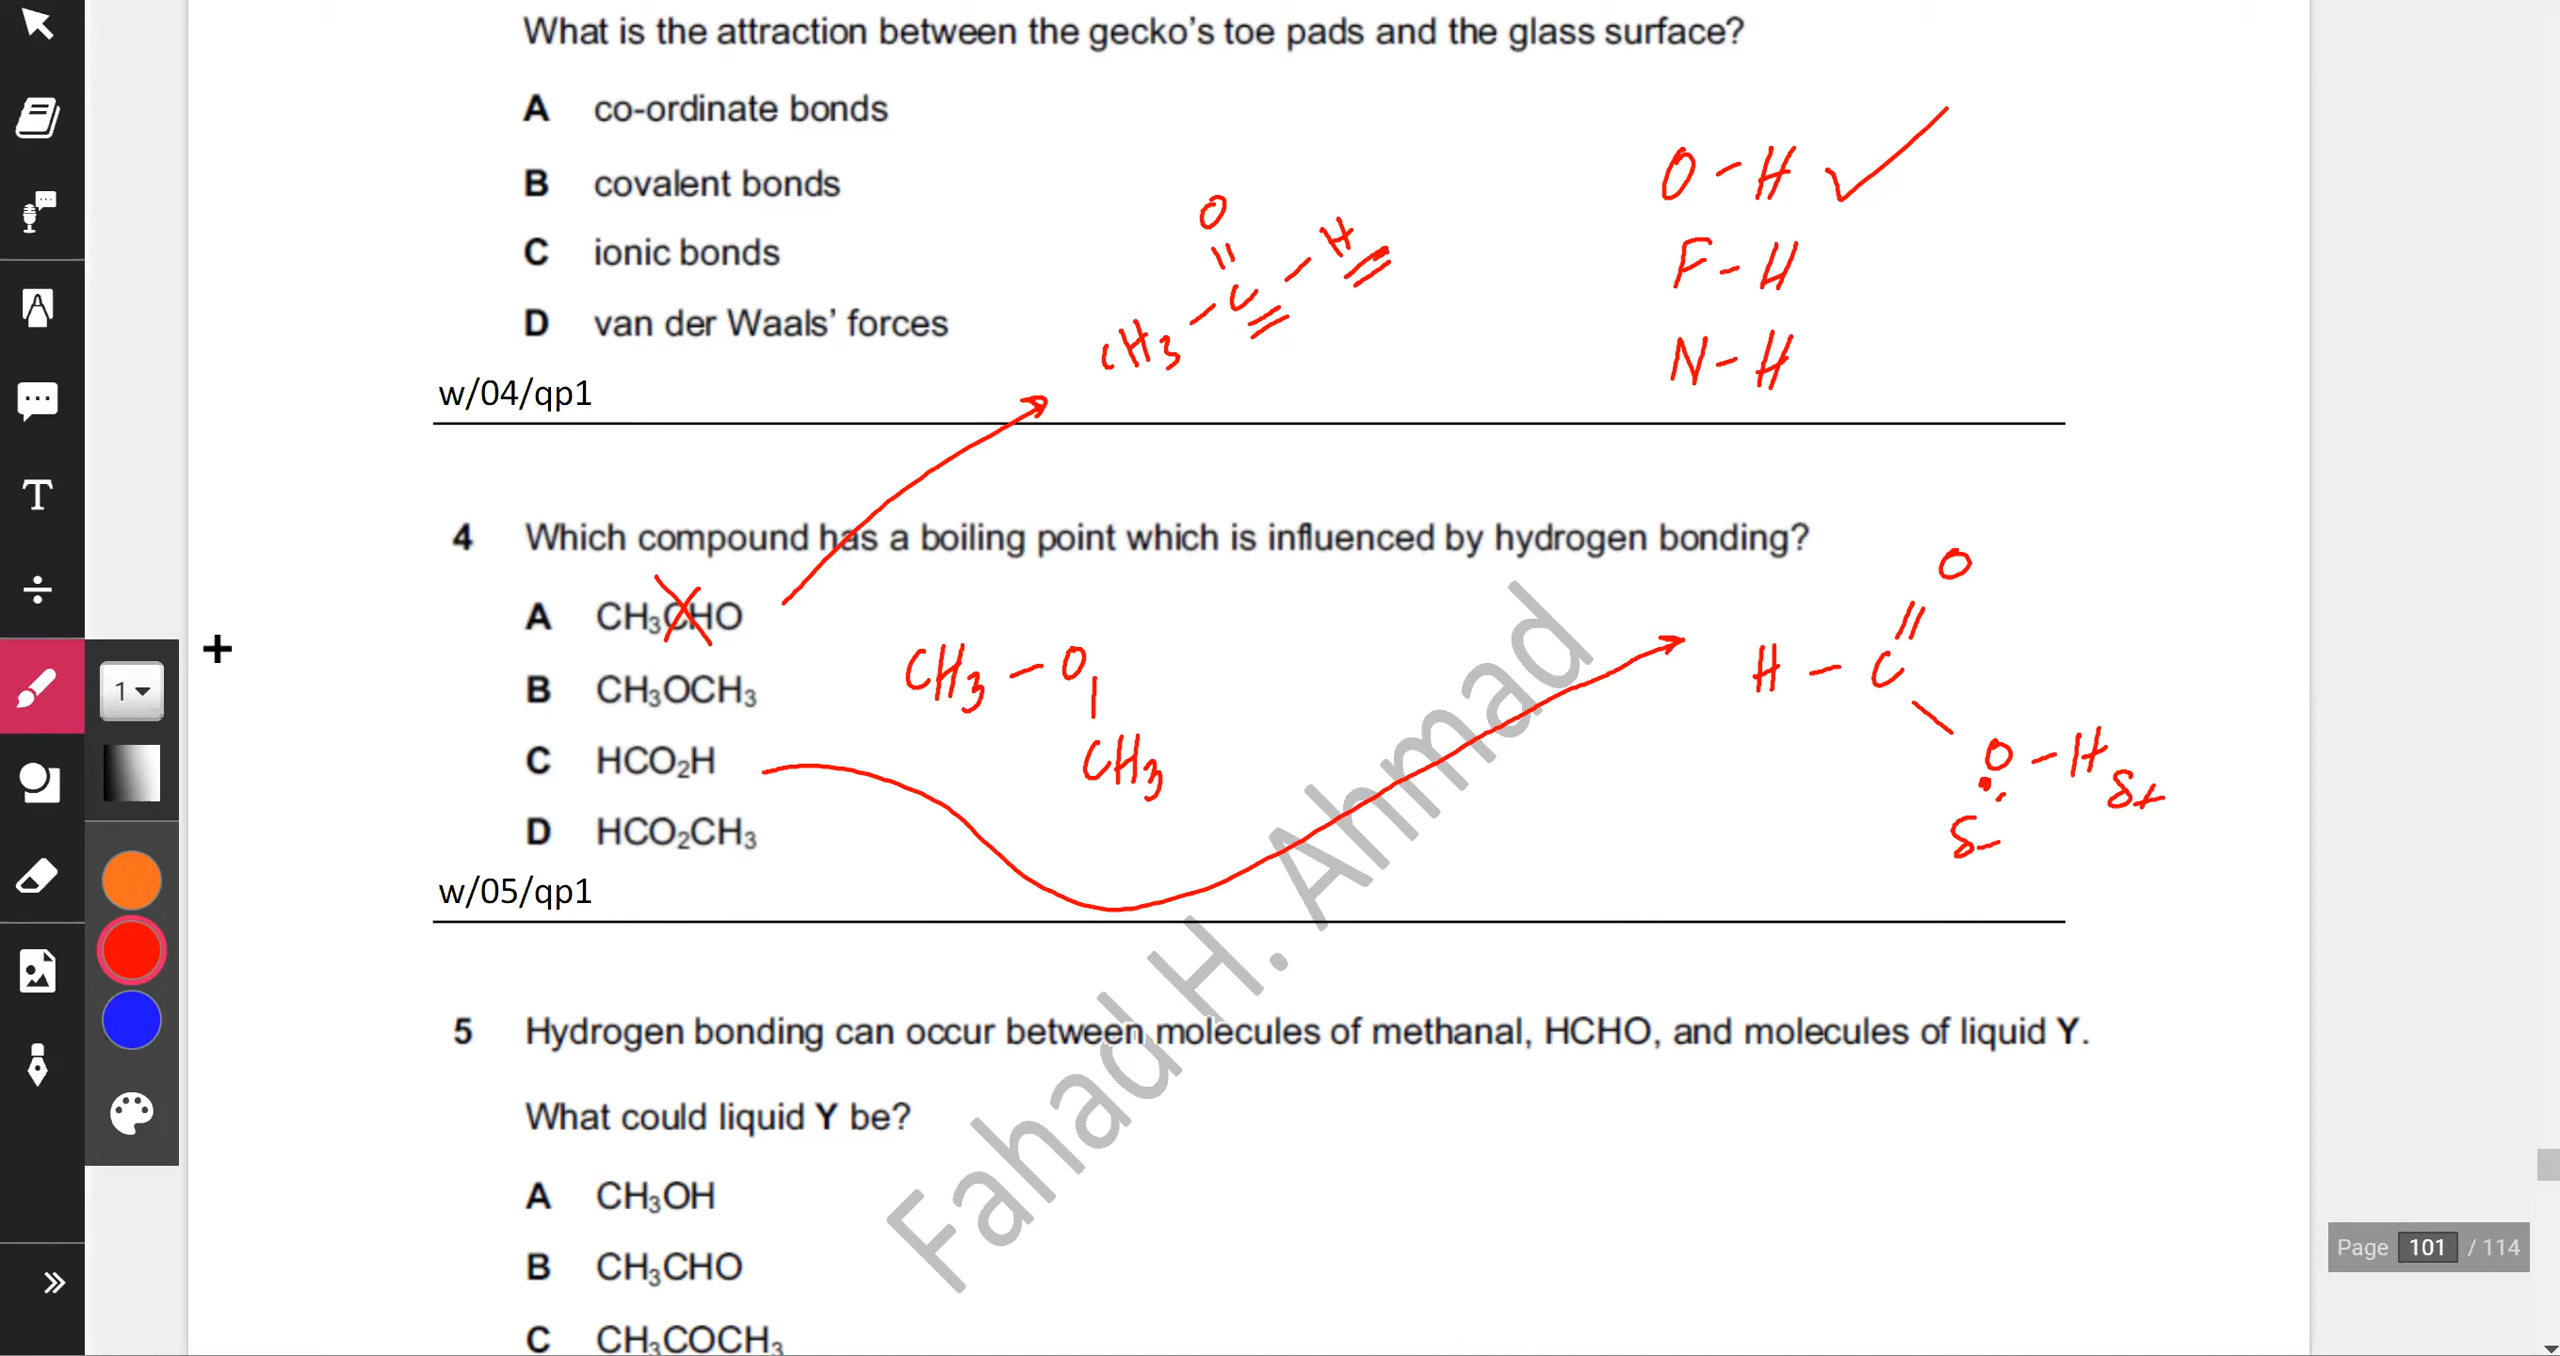 What is the attraction between the gecko's toe pads and the glass surface?
A co-ordinate bonds
B covalent bonds
C ionic bonds
D van der Waals' forces
O - H ✓
F - H
N - H
O
||
CH3 - C - H
w/04/qp1
4 Which compound has a boiling point which is influenced by hydrogen bonding?
A CH₃CHO
B CH₃OCH₃
C HCO₂H
D HCO₂CH₃
CH3 - O
|
CH3
O
||
H - C
\
O - H δ+
δ-
w/05/qp1
Fahad H. Ahmad
5 Hydrogen bonding can occur between molecules of methanal, HCHO, and molecules of liquid Y.
What could liquid Y be?
A CH₃OH
B CH₃CHO
C CH₃COCH₃
1
T
Page 101 / 114